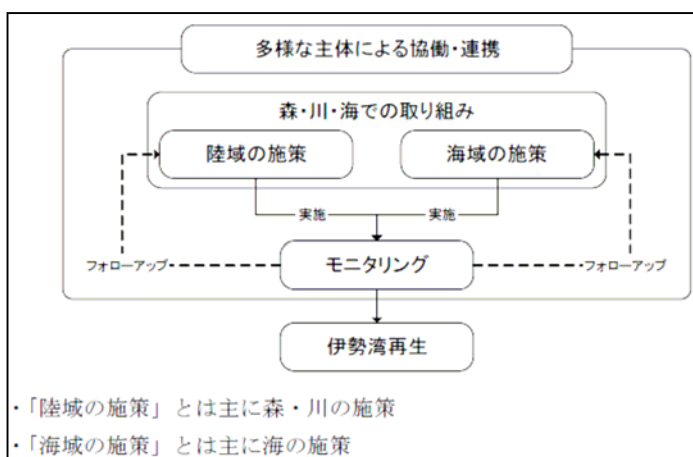 多様な主体による協働・連携
森・川・海での取り組み
陸域の施策
海域の施策
実施
実施
フォローアップ
モニタリング
フォローアップ
伊勢湾再生
・「陸域の施策」とは主に森・川の施策
・「海域の施策」とは主に海の施策